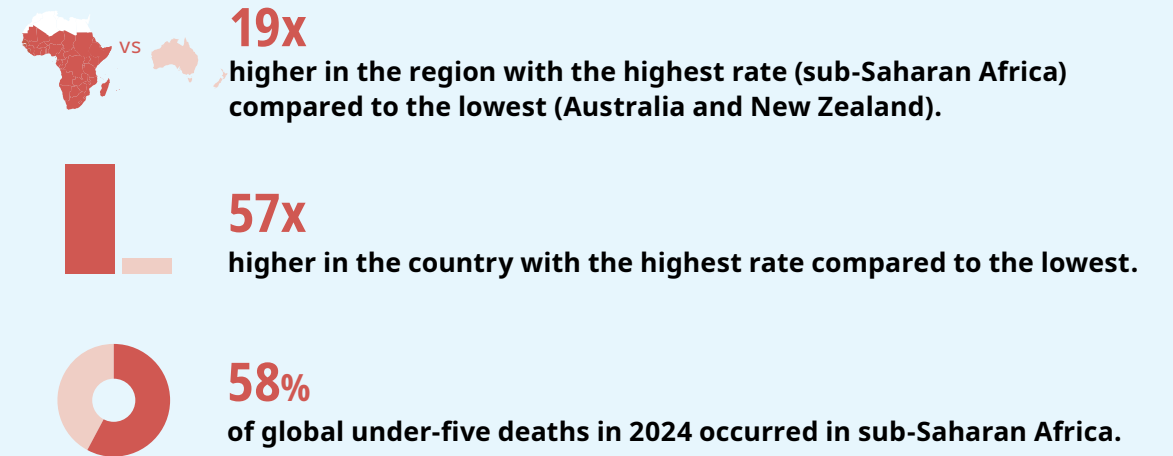 vs
19x
higher in the region with the highest rate (sub-Saharan Africa)
compared to the lowest (Australia and New Zealand).
57x
higher in the country with the highest rate compared to the lowest.
58%
of global under-five deaths in 2024 occurred in sub-Saharan Africa.